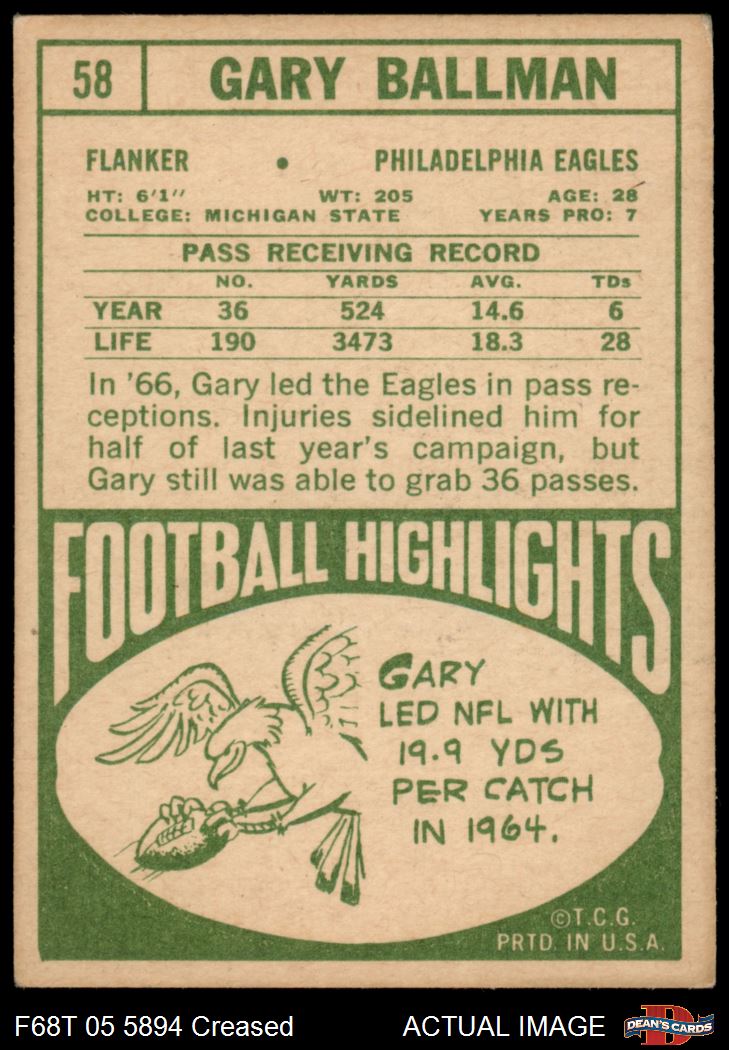 58 GARY BALLMAN
FLANKER • PHILADELPHIA EAGLES
HT: 6'1" WT: 205 AGE: 28
COLLEGE: MICHIGAN STATE YEARS PRO: 7
PASS RECEIVING RECORD
NO. YARDS AVG. TDs
YEAR 36 524 14.6 6
LIFE 190 3473 18.3 28
In '66, Gary led the Eagles in pass re-
ceptions. Injuries sidelined him for
half of last year's campaign, but
Gary still was able to grab 36 passes.
FOOTBALL HIGHLIGHTS
GARY
LED NFL WITH
19.9 YDS
PER CATCH
IN 1964.
©T.C.G.
PRTD. IN U.S.A.
F68T 05 5894 Creased ACTUAL IMAGE DEAN'S CARDS